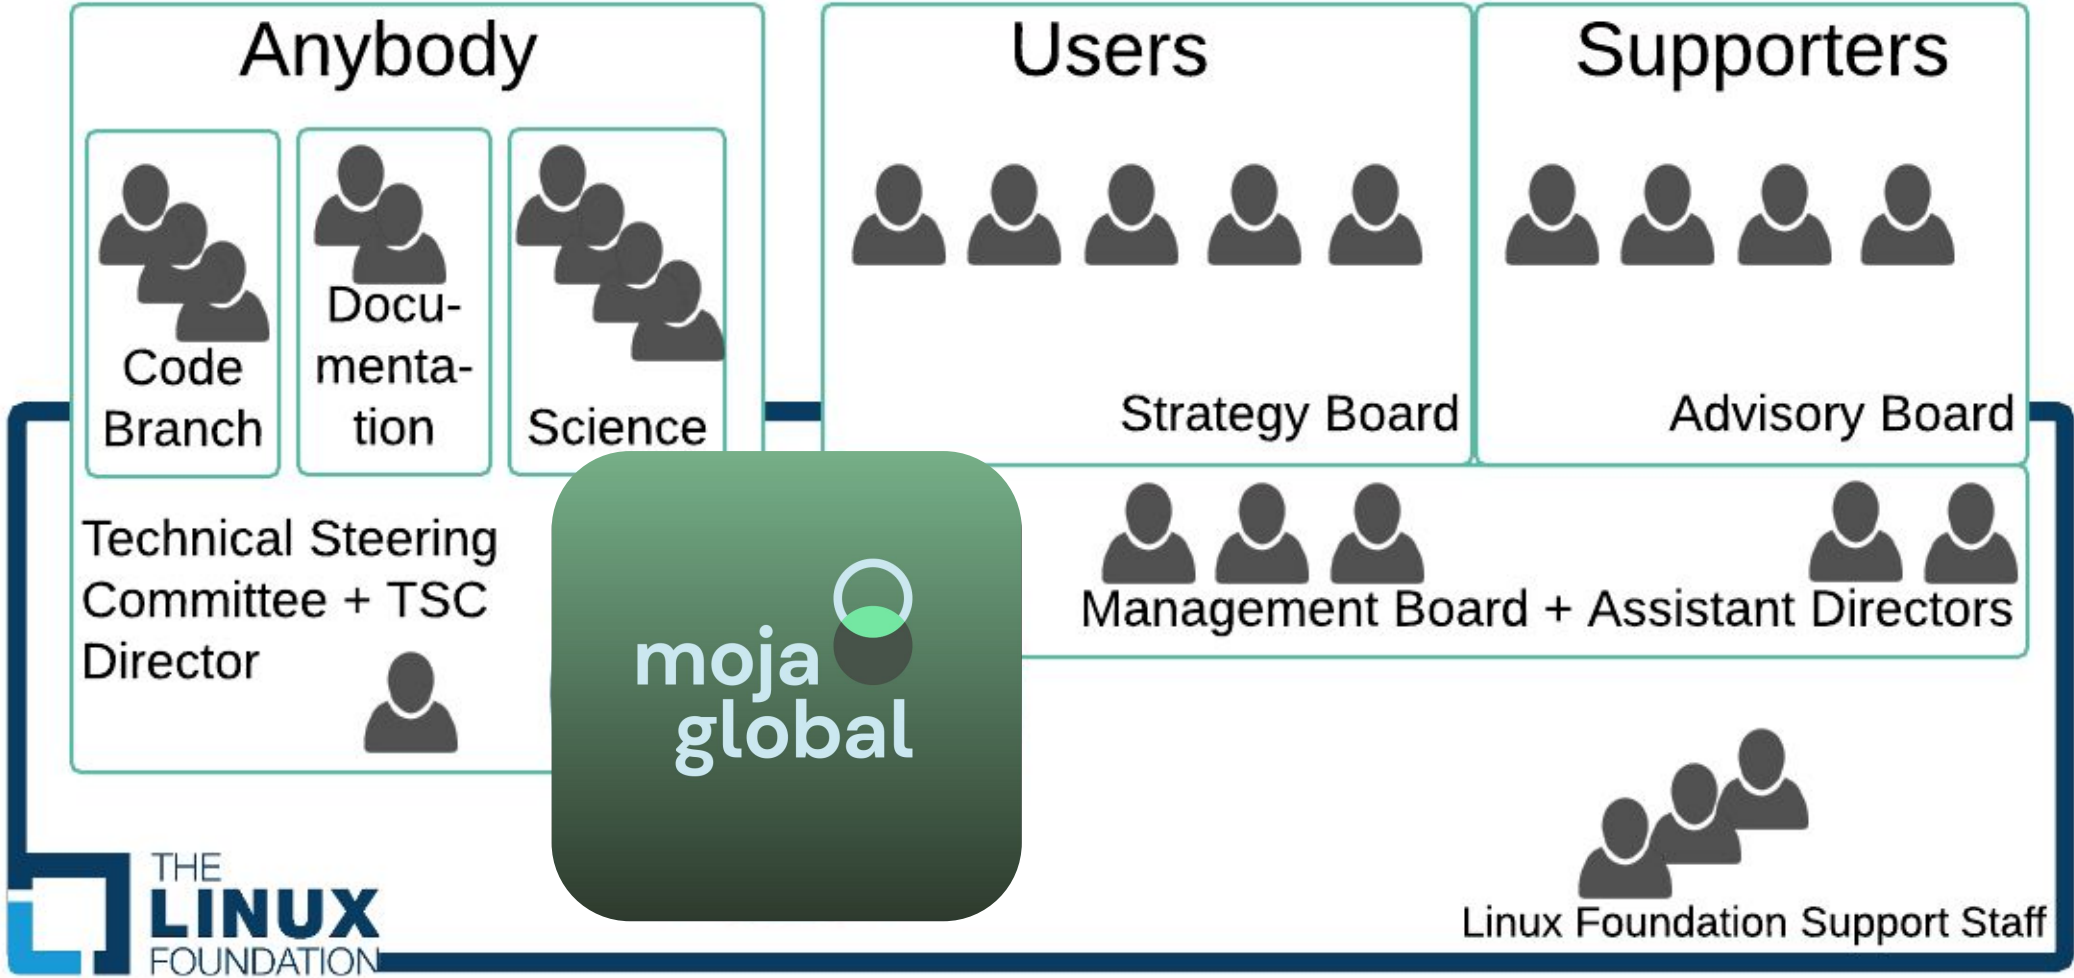 Anybody
Code
Branch
Docu-
menta-
tion
Science
Technical Steering
Committee + TSC
Director
Users
Strategy Board
Supporters
Advisory Board
Management Board + Assistant Directors
moja
global
Linux Foundation Support Staff
THE
LINUX
FOUNDATION